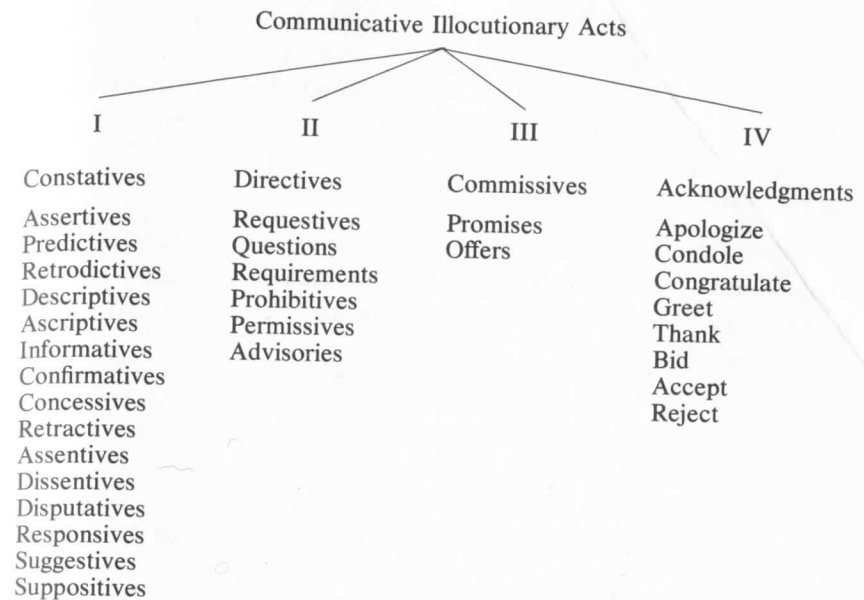 Communicative Illocutionary Acts
I
II
III
IV
Constatives
Assertives
Predictives
Retrodictives
Descriptives
Ascriptives
Informatives
Confirmatives
Concessives
Retractives
Assentives
Dissentives
Disputatives
Responsives
Suggestives
Suppositives
Directives
Requestives
Questions
Requirements
Prohibitives
Permissives
Advisories
Commissives
Promises
Offers
Acknowledgments
Apologize
Condole
Congratulate
Greet
Thank
Bid
Accept
Reject